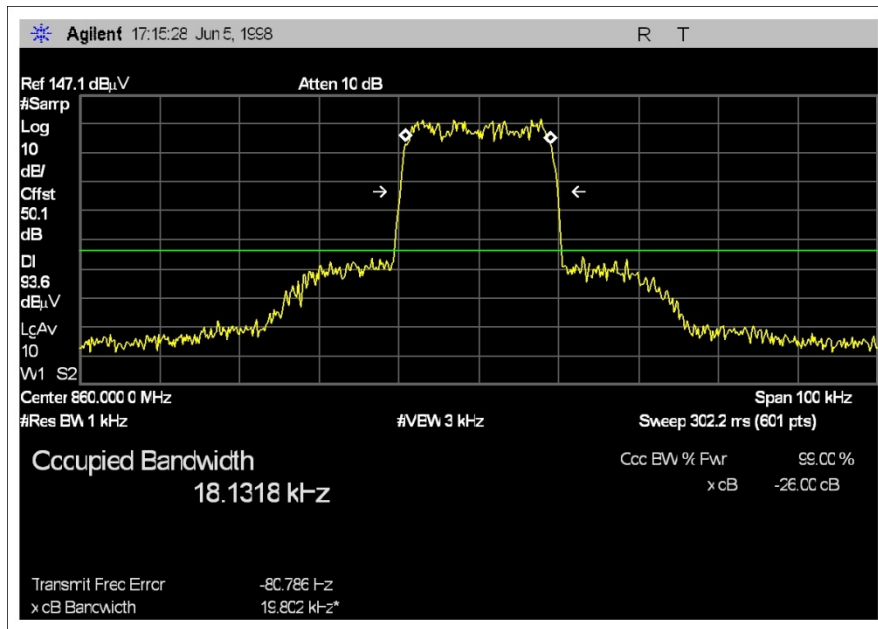 Agilent 17:15:28 Jun 5, 1998 R T
Ref 147.1 dBµV Atten 10 dB
#Samp
Log
10
dB/
Offst
50.1
dB
DI
93.6
dBµV
LgAv
10
W1 S2
Center 860.000 0 MHz Span 100 kHz
#Res BW 1 kHz #VBW 3 kHz Sweep 302.2 ms (601 pts)
Occupied Bandwidth Occ BW % Pwr 99.00 %
18.1318 kHz x dB -26.00 dB
Transmit Freq Error -80.786 Hz
x dB Bandwidth 19.802 kHz*